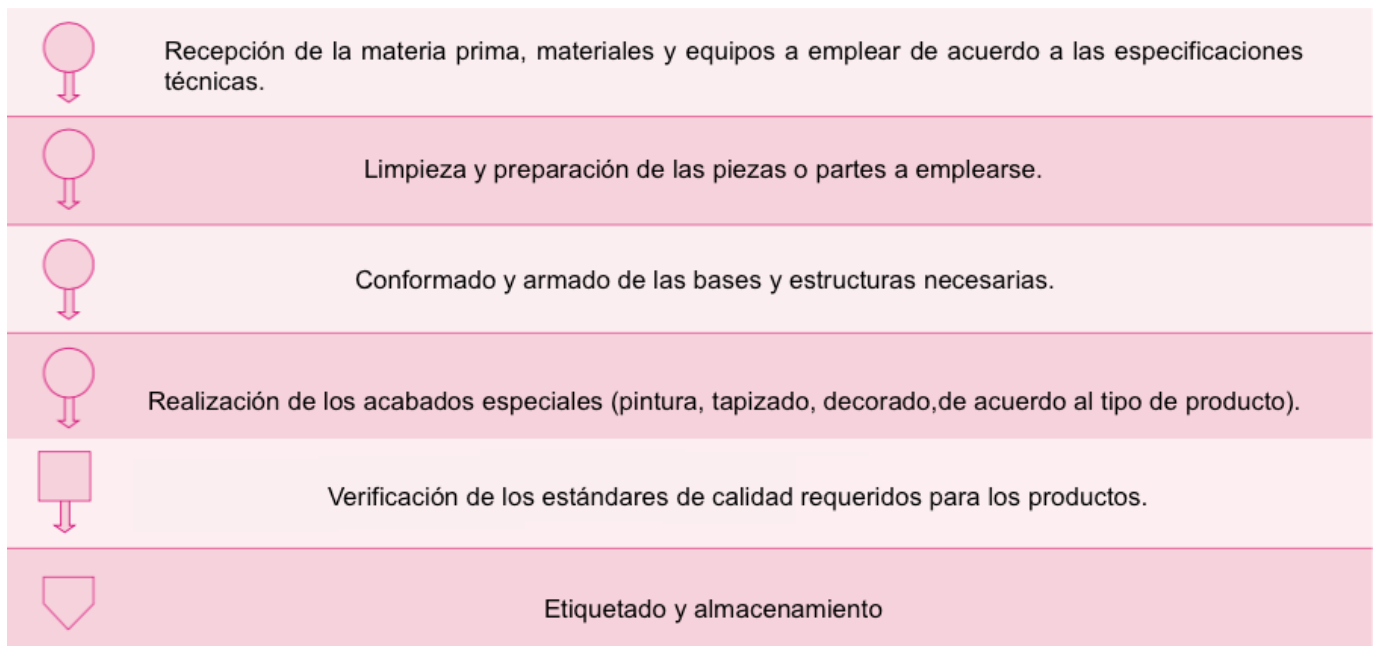 Recepción de la materia prima, materiales y equipos a emplear de acuerdo a las especificaciones
técnicas.
Limpieza y preparación de las piezas o partes a emplearse.
Conformado y armado de las bases y estructuras necesarias.
Realización de los acabados especiales (pintura, tapizado, decorado,de acuerdo al tipo de producto).
Verificación de los estándares de calidad requeridos para los productos.
Etiquetado y almacenamiento